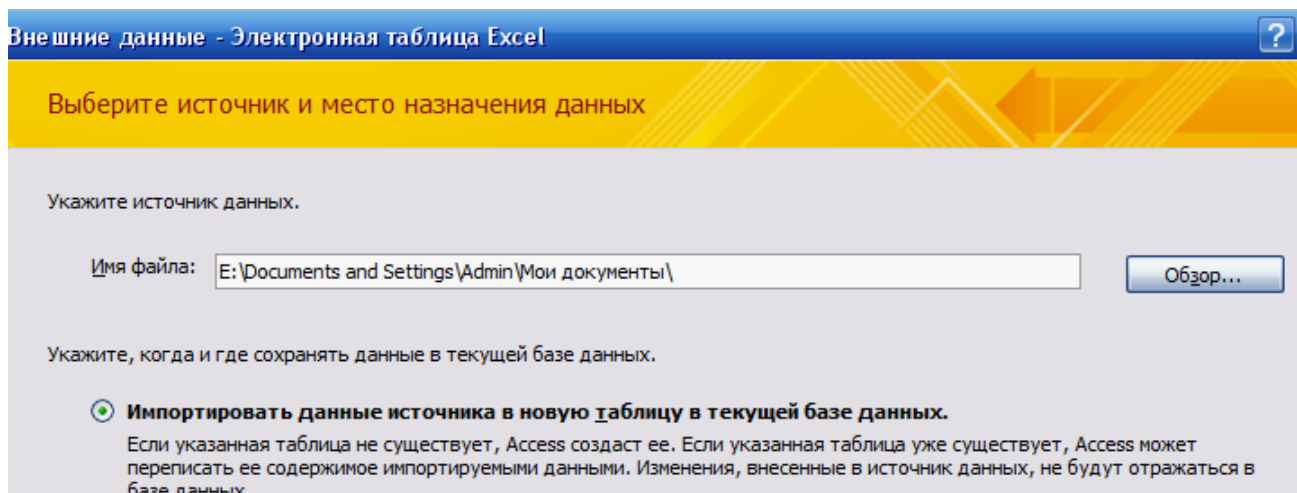 Внешние данные - Электронная таблица Excel
?
Выберите источник и место назначения данных
Укажите источник данных.
Имя файла: E:\Documents and Settings\Admin\Мои документы\ Обзор...
Укажите, когда и где сохранять данные в текущей базе данных.
Импортировать данные источника в новую таблицу в текущей базе данных.
Если указанная таблица не существует, Access создаст ее. Если указанная таблица уже существует, Access может
переписать ее содержимое импортируемыми данными. Изменения, внесенные в источник данных, не будут отражаться в
базе данных.